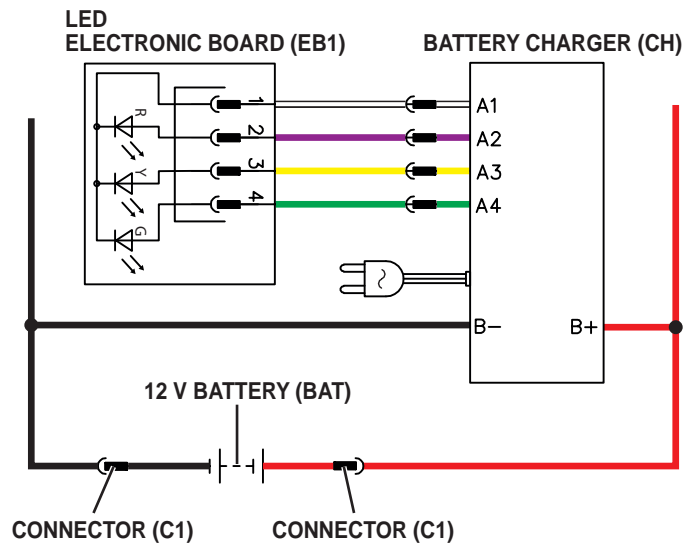 LED
ELECTRONIC BOARD (EB1)
BATTERY CHARGER (CH)
1
A1
R
2
A2
Y
3
A3
4
A4
G
B-
B+
12 V BATTERY (BAT)
CONNECTOR (C1)
CONNECTOR (C1)